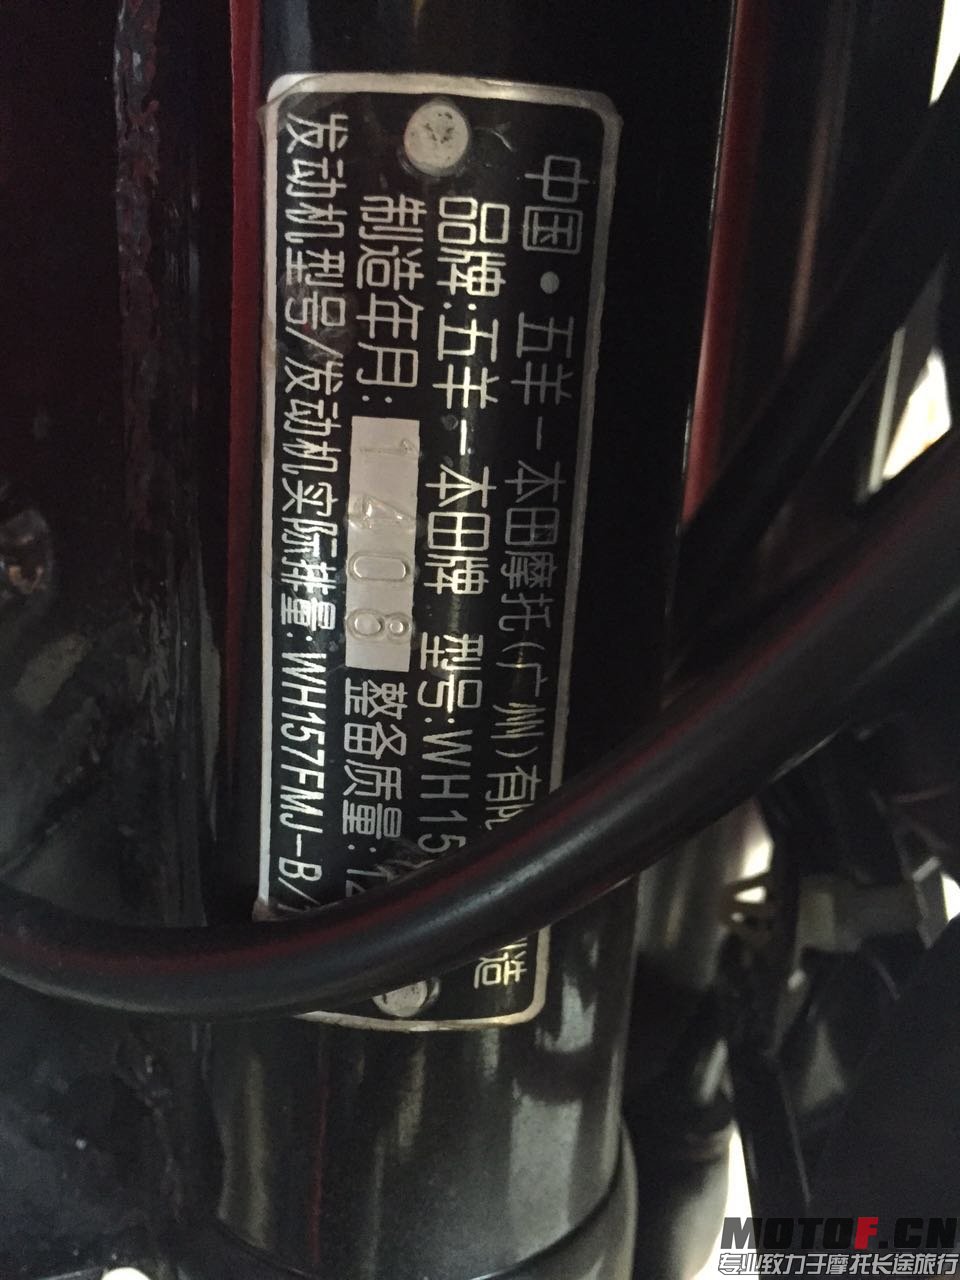 中国·五羊—本田摩托(广州)有 造
品牌:五羊—本田牌 型号:WH15
制造年月:1408 整备质量:12
发动机型号/发动机实际排量:WH157FMJ-B/
MOTOF.CN
专业致力于摩托长途旅行